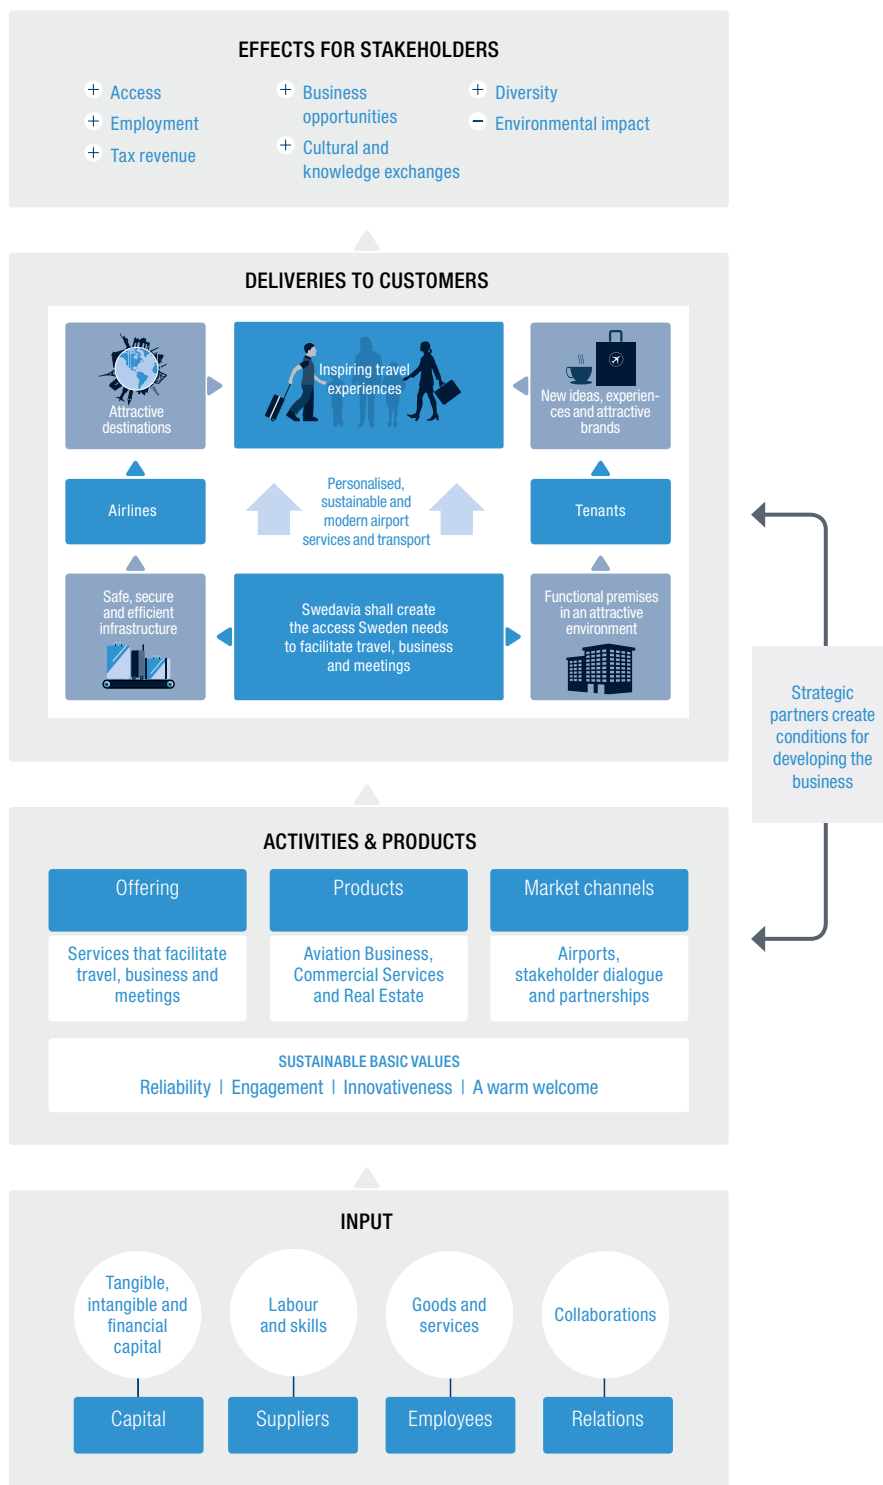 EFFECTS FOR STAKEHOLDERS
+ Access
+ Employment
+ Tax revenue
+ Business
opportunities
+ Cultural and
knowledge exchanges
+ Diversity
− Environmental impact
DELIVERIES TO CUSTOMERS
Attractive
destinations
Inspiring travel
experiences
New ideas, experien-
ces and attractive
brands
Airlines
Personalised,
sustainable and
modern airport
services and transport
Tenants
Safe, secure
and efficient
infrastructure
Swedavia shall create
the access Sweden needs
to facilitate travel, business
and meetings
Functional premises
in an attractive
environment
Strategic
partners create
conditions for
developing the
business
ACTIVITIES & PRODUCTS
Offering
Services that facilitate
travel, business and
meetings
Products
Aviation Business,
Commercial Services
and Real Estate
Market channels
Airports,
stakeholder dialogue
and partnerships
SUSTAINABLE BASIC VALUES
Reliability | Engagement | Innovativeness | A warm welcome
INPUT
Tangible,
intangible and
financial
capital
Capital
Labour
and skills
Suppliers
Goods and
services
Employees
Collaborations
Relations